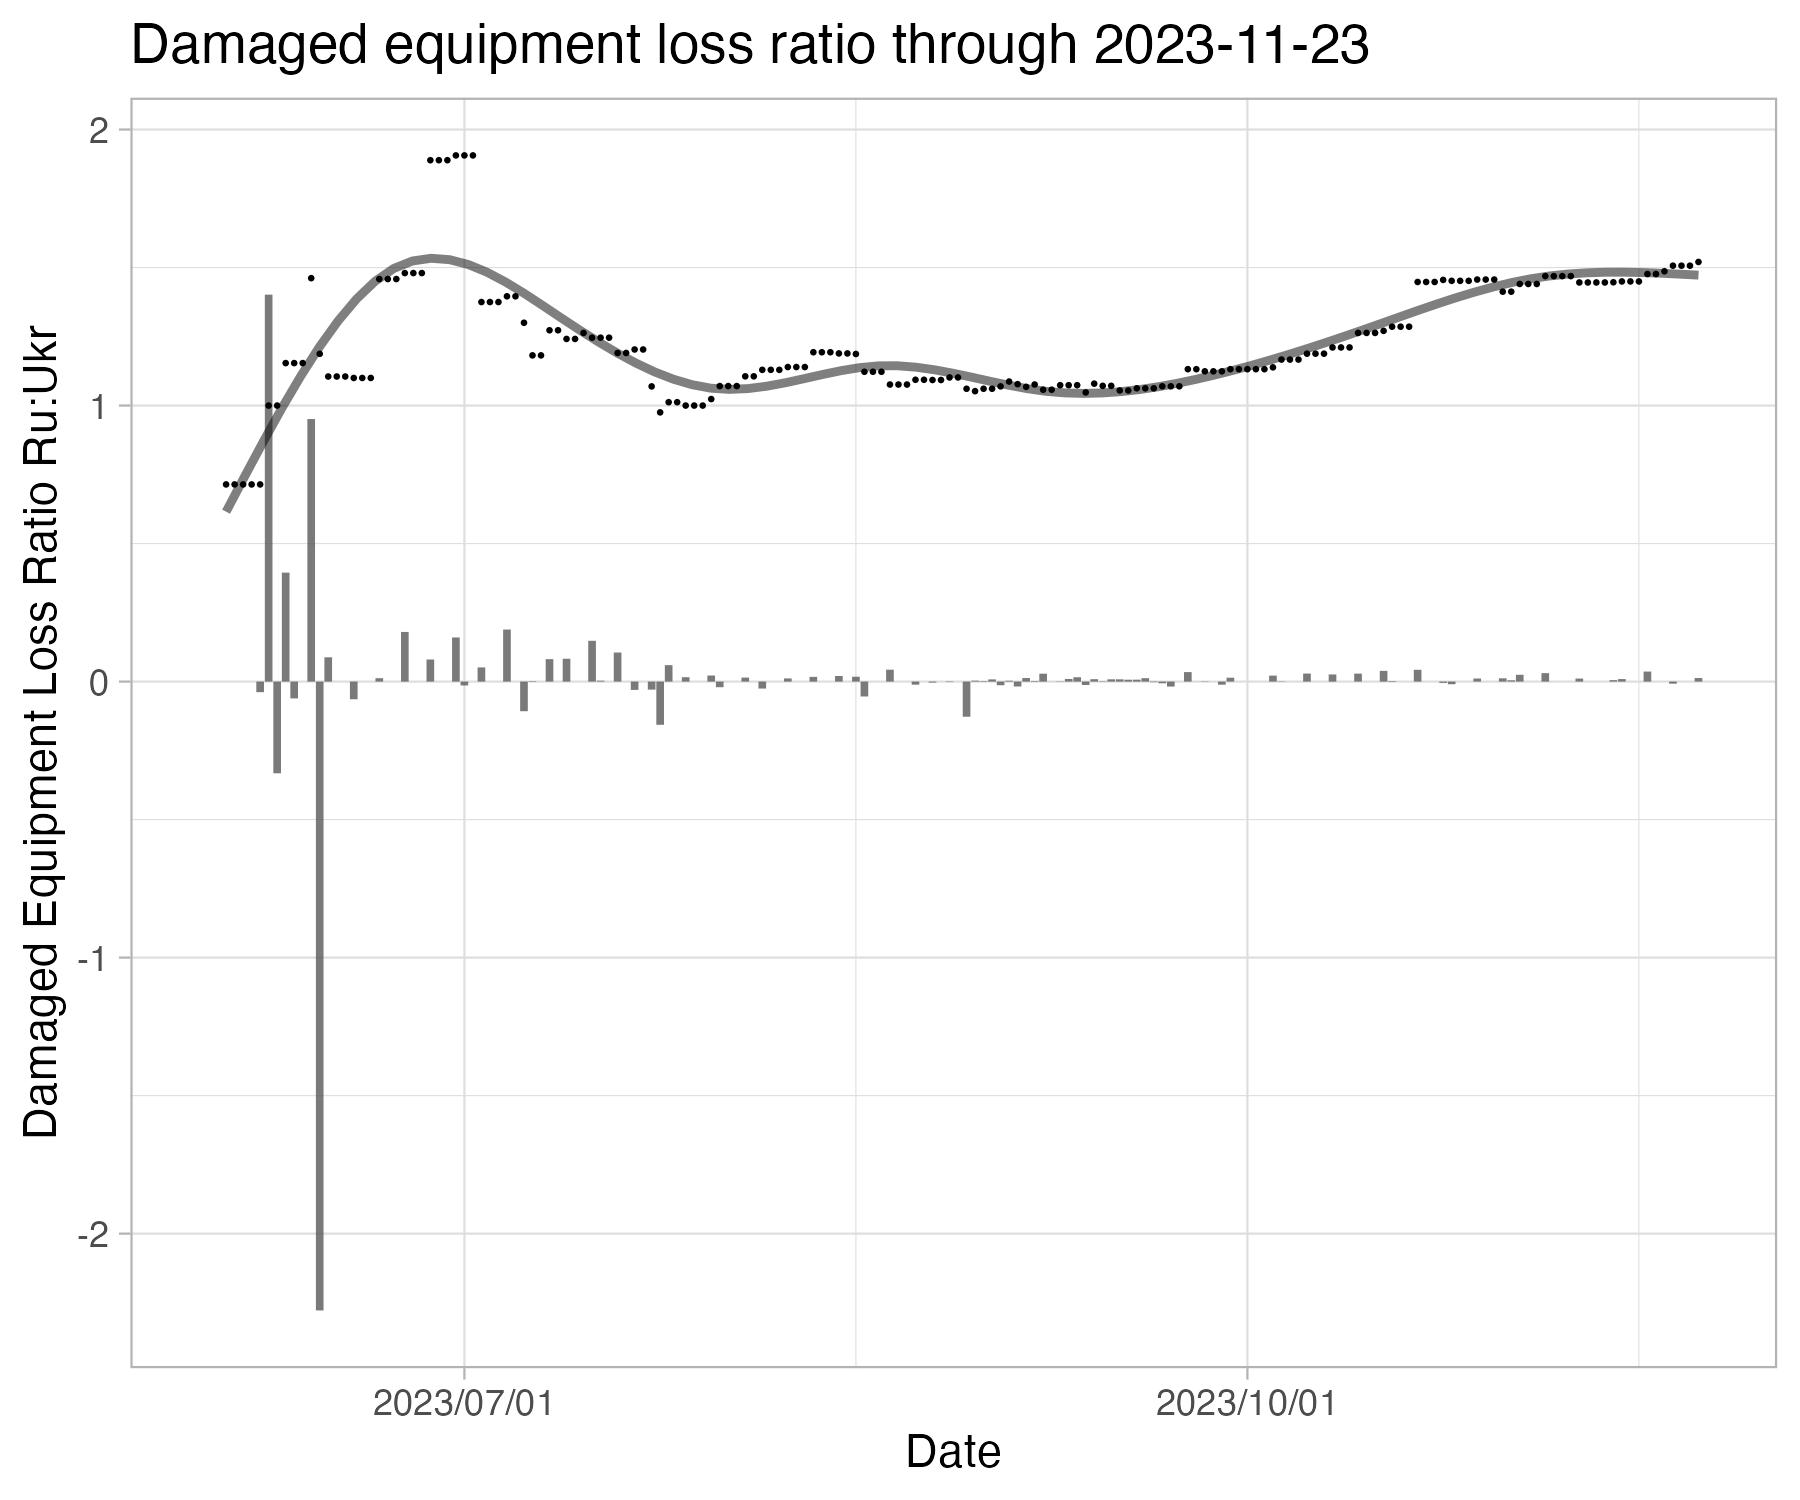 Damaged equipment loss ratio through 2023-11-23
Damaged Equipment Loss Ratio Ru:Ukr
2
1
0
-1
-2
2023/07/01
2023/10/01
Date